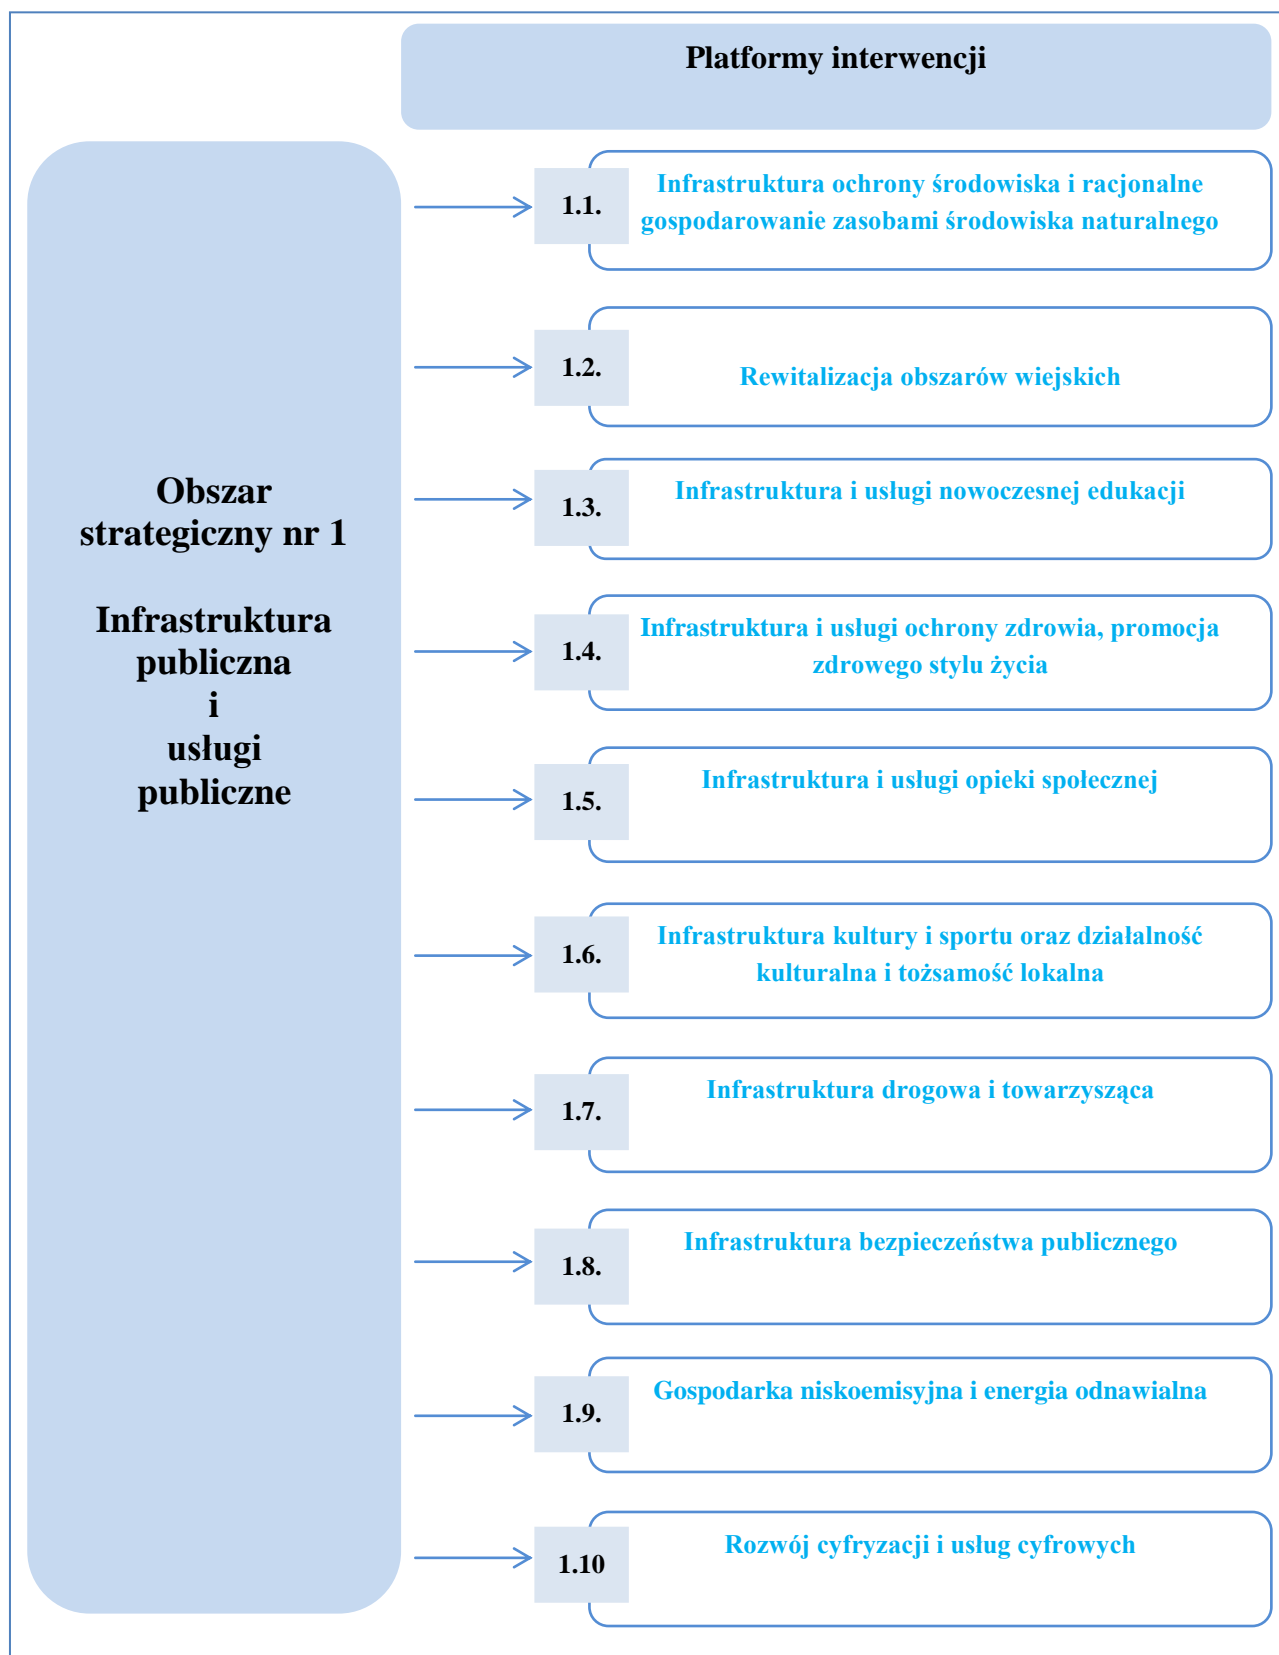 Platformy interwencji
Obszar
strategiczny nr 1
Infrastruktura
publiczna
i
usługi
publiczne
1.1.
Infrastruktura ochrony środowiska i racjonalne
gospodarowanie zasobami środowiska naturalnego
1.2.
Rewitalizacja obszarów wiejskich
1.3.
Infrastruktura i usługi nowoczesnej edukacji
1.4.
Infrastruktura i usługi ochrony zdrowia, promocja
zdrowego stylu życia
1.5.
Infrastruktura i usługi opieki społecznej
1.6.
Infrastruktura kultury i sportu oraz działalność
kulturalna i tożsamość lokalna
1.7.
Infrastruktura drogowa i towarzysząca
1.8.
Infrastruktura bezpieczeństwa publicznego
1.9.
Gospodarka niskoemisyjna i energia odnawialna
1.10
Rozwój cyfryzacji i usług cyfrowych